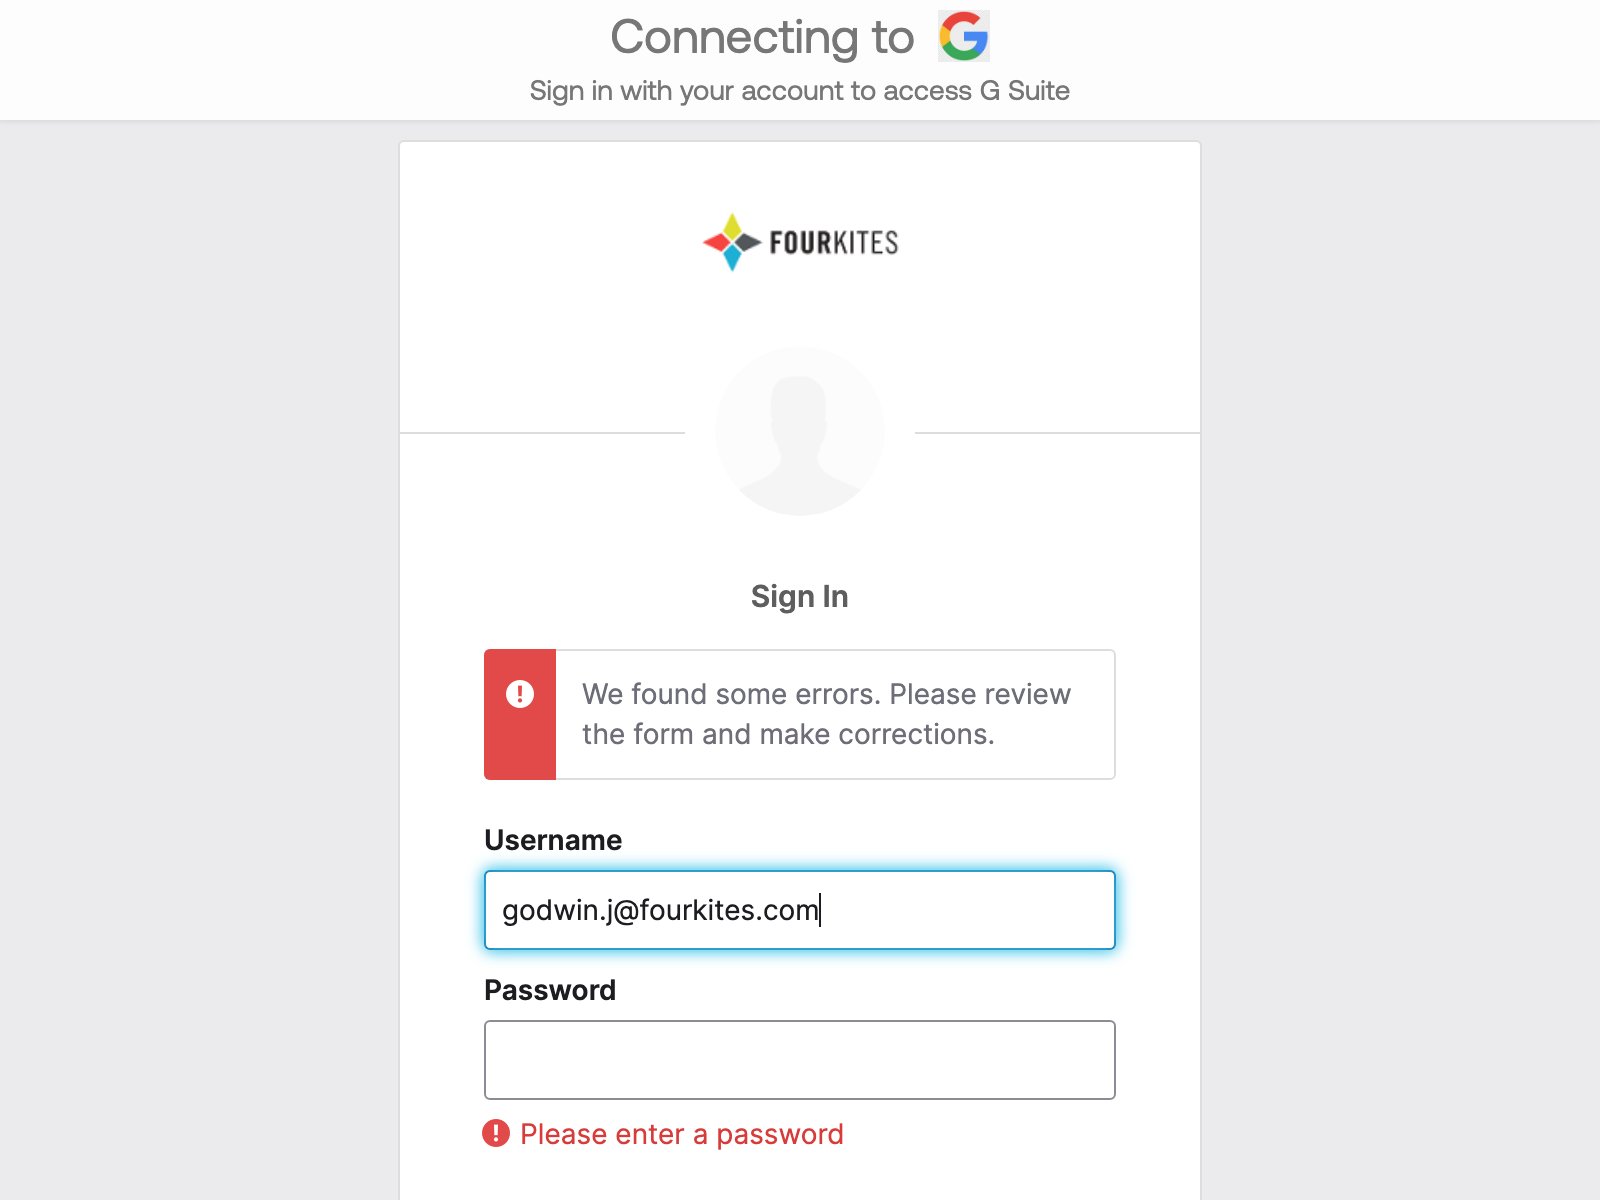 Connecting to
Sign in with your account to access G Suite
FOURKITES
Sign In
We found some errors. Please review
the form and make corrections.
Username
godwin.j@fourkites.com
Password
Please enter a password